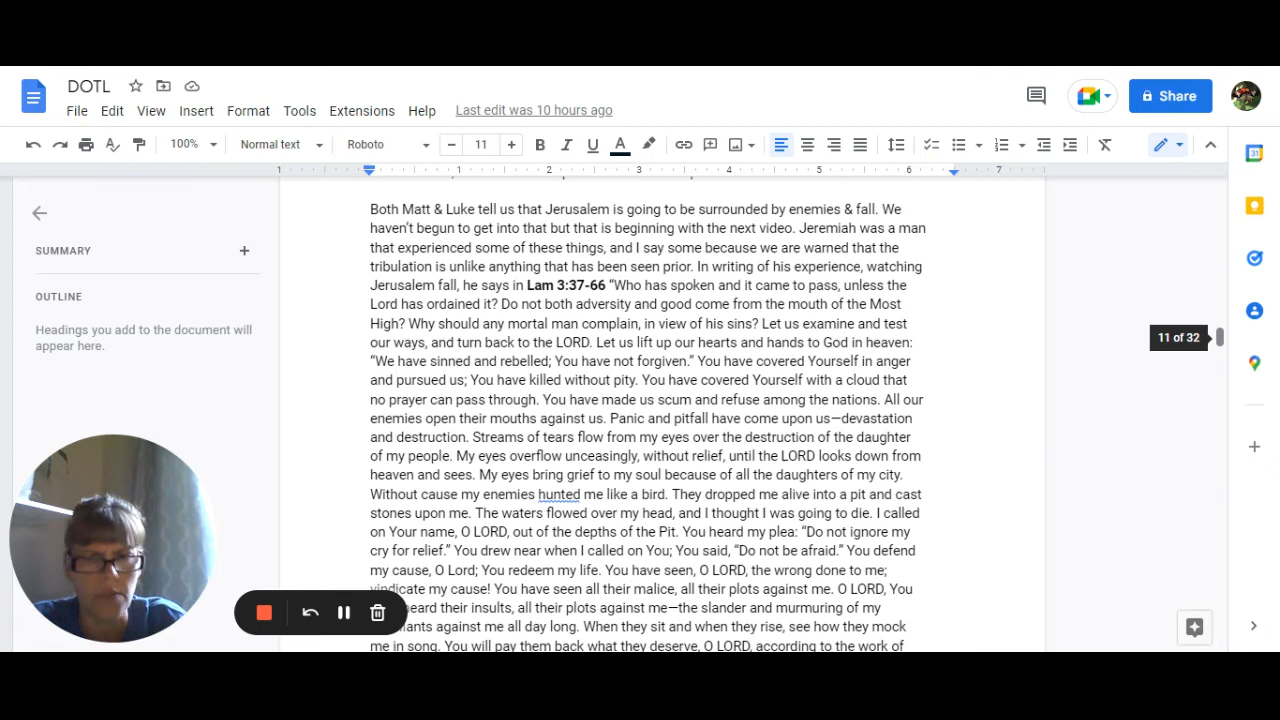 DOTL
File Edit View Insert Format Tools Extensions Help Last edit was 10 hours ago
Share
100% Normal text Roboto 11
1 1 2 3 4 5 6 7
SUMMARY
OUTLINE
Headings you add to the document will
appear here.
Both Matt & Luke tell us that Jerusalem is going to be surrounded by enemies & fall. We
haven't begun to get into that but that is beginning with the next video. Jeremiah was a man
that experienced some of these things, and I say some because we are warned that the
tribulation is unlike anything that has been seen prior. In writing of his experience, watching
Jerusalem fall, he says in Lam 3:37-66 “Who has spoken and it came to pass, unless the
Lord has ordained it? Do not both adversity and good come from the mouth of the Most
High? Why should any mortal man complain, in view of his sins? Let us examine and test
our ways, and turn back to the LORD. Let us lift up our hearts and hands to God in heaven:
“We have sinned and rebelled; You have not forgiven.” You have covered Yourself in anger
and pursued us; You have killed without pity. You have covered Yourself with a cloud that
no prayer can pass through. You have made us scum and refuse among the nations. All our
enemies open their mouths against us. Panic and pitfall have come upon us—devastation
and destruction. Streams of tears flow from my eyes over the destruction of the daughter
of my people. My eyes overflow unceasingly, without relief, until the LORD looks down from
heaven and sees. My eyes bring grief to my soul because of all the daughters of my city.
Without cause my enemies hunted me like a bird. They dropped me alive into a pit and cast
stones upon me. The waters flowed over my head, and I thought I was going to die. I called
on Your name, O LORD, out of the depths of the Pit. You heard my plea: “Do not ignore my
cry for relief.” You drew near when I called on You; You said, “Do not be afraid.” You defend
my cause, O Lord; You redeem my life. You have seen, O LORD, the wrong done to me;
vindicate my cause! You have seen all their malice, all their plots against me. O LORD, You
heard their insults, all their plots against me—the slander and murmuring of my
against me all day long. When they sit and when they rise, see how they mock
me in song. You will pay them back what they deserve, O LORD, according to the work of
11 of 32
31